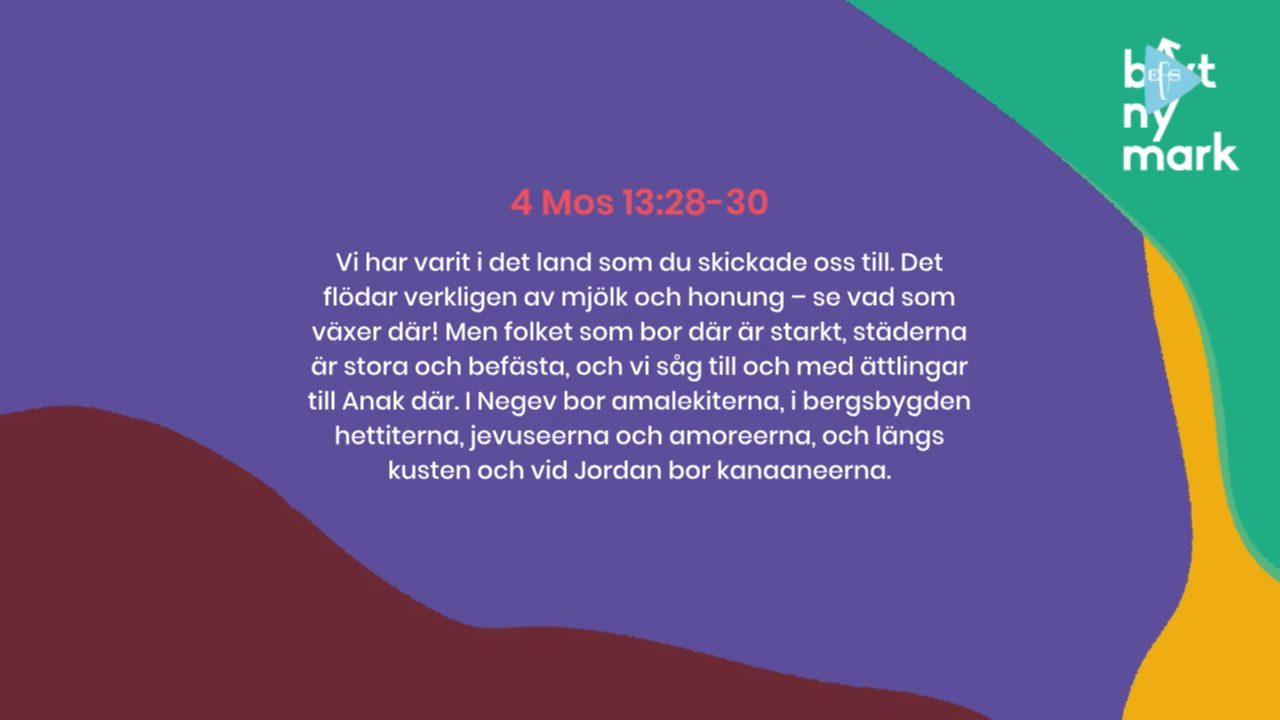 ny
mark
4 Mos 13:28-30
Vi har varit i det land som du skickade oss till. Det
flödar verkligen av mjölk och honung – se vad som
växer där! Men folket som bor där är starkt, städerna
är stora och befästa, och vi såg till och med ättlingar
till Anak där. I Negev bor amalekiterna, i bergsbygden
hettiterna, jevuseerna och amoreerna, och längs
kusten och vid Jordan bor kanaaneerna.